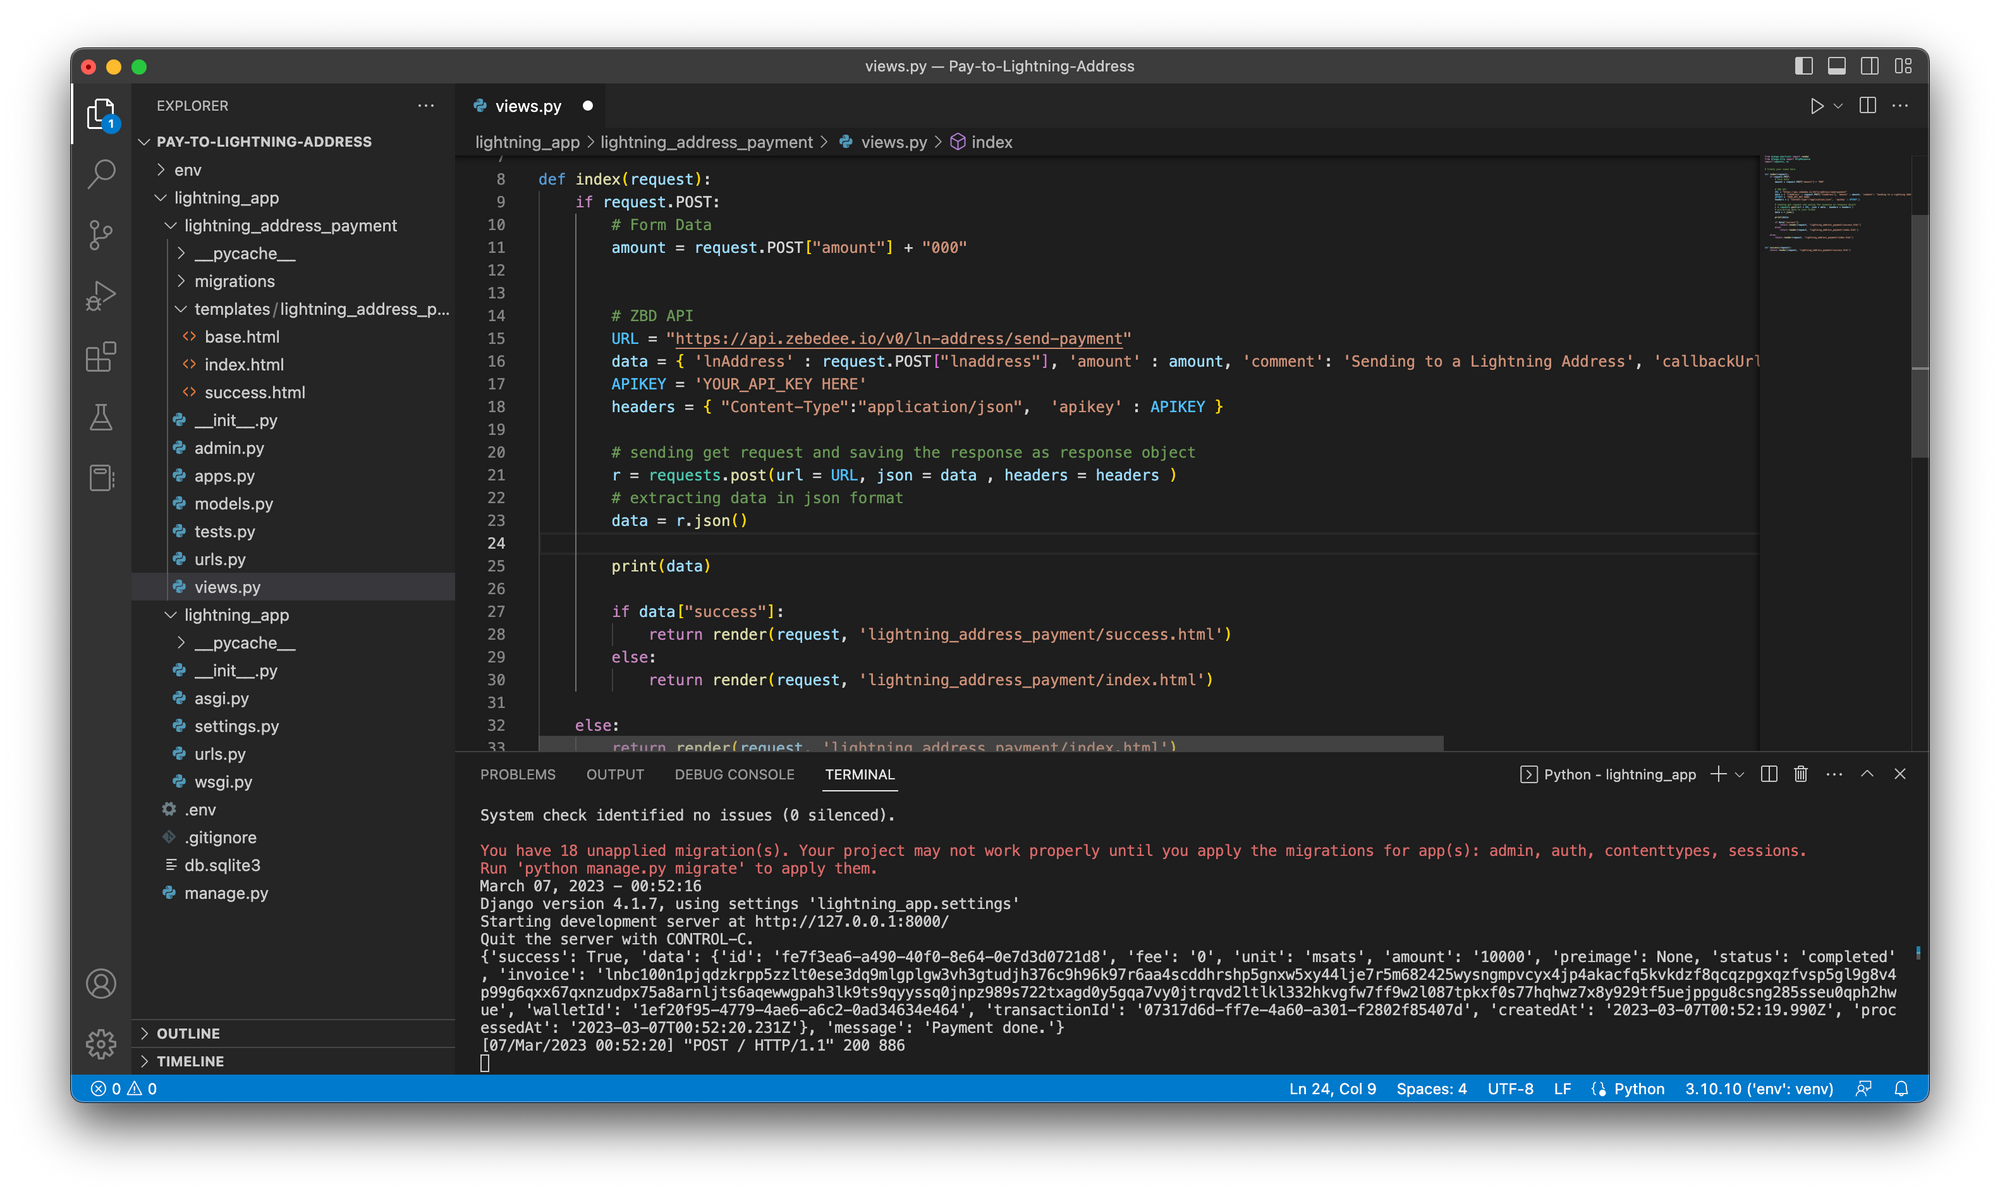 views.py — Pay-to-Lightning-Address
EXPLORER
1
PAY-TO-LIGHTNING-ADDRESS
env
lightning_app
lightning_address_payment
__pycache__
migrations
templates/lightning_address_p...
base.html
index.html
success.html
__init__.py
admin.py
apps.py
models.py
tests.py
urls.py
views.py
lightning_app
__pycache__
__init__.py
asgi.py
settings.py
urls.py
wsgi.py
.env
.gitignore
db.sqlite3
manage.py
OUTLINE
TIMELINE
views.py
lightning_app > lightning_address_payment > views.py > index
7
8 def index(request):
9 if request.POST:
10 # Form Data
11 amount = request.POST["amount"] + "000"
12
13
14 # ZBD API
15 URL = "https://api.zebedee.io/v0/ln-address/send-payment"
16 data = { 'lnAddress' : request.POST["lnaddress"], 'amount' : amount, 'comment': 'Sending to a Lightning Address', 'callbackUrl
17 APIKEY = 'YOUR_API_KEY HERE'
18 headers = { "Content-Type":"application/json", 'apikey' : APIKEY }
19
20 # sending get request and saving the response as response object
21 r = requests.post(url = URL, json = data , headers = headers )
22 # extracting data in json format
23 data = r.json()
24
25 print(data)
26
27 if data["success"]:
28 return render(request, 'lightning_address_payment/success.html')
29 else:
30 return render(request, 'lightning_address_payment/index.html')
31
32 else:
33 return render(request, 'lightning_address_payment/index.html')
PROBLEMS OUTPUT DEBUG CONSOLE TERMINAL Python - lightning_app
System check identified no issues (0 silenced).
You have 18 unapplied migration(s). Your project may not work properly until you apply the migrations for app(s): admin, auth, contenttypes, sessions.
Run 'python manage.py migrate' to apply them.
March 07, 2023 - 00:52:16
Django version 4.1.7, using settings 'lightning_app.settings'
Starting development server at http://127.0.0.1:8000/
Quit the server with CONTROL-C.
{'success': True, 'data': {'id': 'fe7f3ea6-a490-40f0-8e64-0e7d3d0721d8', 'fee': '0', 'unit': 'msats', 'amount': '10000', 'preimage': None, 'status': 'completed'
, 'invoice': 'lnbc100n1pjqdzkrpp5zzlt0ese3dq9mlgplgw3vh3gtudjh376c9h96k97r6aa4scddhrshp5gnxw5xy44lje7r5m682425wysngmpvcyx4jp4akacfq5kvkdzf8qcqzpgxqzfvsp5gl9g8v4
p99g6qxx67qxnzudpx75a8arnljts6aqewwgpah3lk9ts9qyyssq0jnpz989s722txagd0y5gqa7vy0jtrqvd2ltlkl332hkvgfw7ff9w2l087tpkxf0s77hqhwz7x8y929tf5uejppgu8csng285sseu0qph2hw
ue', 'walletId': '1ef20f95-4779-4ae6-a6c2-0ad34634e464', 'transactionId': '07317d6d-ff7e-4a60-a301-f2802f85407d', 'createdAt': '2023-03-07T00:52:19.990Z', 'proc
essedAt': '2023-03-07T00:52:20.231Z'}, 'message': 'Payment done.'}
[07/Mar/2023 00:52:20] "POST / HTTP/1.1" 200 886
0 0 Ln 24, Col 9 Spaces: 4 UTF-8 LF Python 3.10.10 ('env': venv)